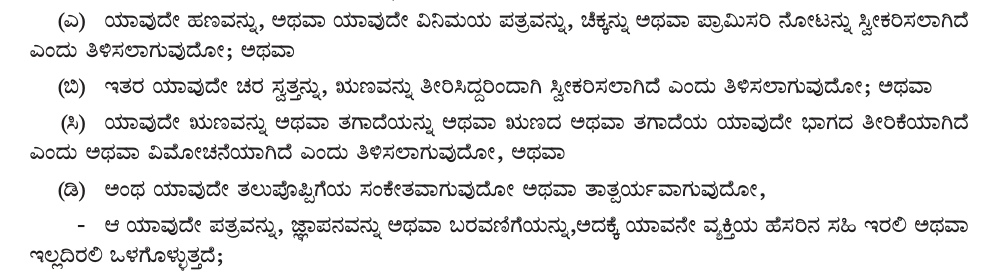 (ಎ) ಯಾವುದೇ ಹಣವನ್ನು, ಅಥವಾ ಯಾವುದೇ ವಿನಿಮಯ ಪತ್ರವನ್ನು, ಚೆಕ್ಕನ್ನು ಅಥವಾ ಪ್ರಾಮಿಸರಿ ನೋಟನ್ನು ಸ್ವೀಕರಿಸಲಾಗಿದೆ
ಎಂದು ತಿಳಿಸಲಾಗುವುದೋ; ಅಥವಾ
(ಬಿ) ಇತರ ಯಾವುದೇ ಚರ ಸ್ವತ್ತನ್ನು, ಋಣವನ್ನು ತೀರಿಸಿದ್ದರಿಂದಾಗಿ ಸ್ವೀಕರಿಸಲಾಗಿದೆ ಎಂದು ತಿಳಿಸಲಾಗುವುದೋ; ಅಥವಾ
(ಸಿ) ಯಾವುದೇ ಋಣವನ್ನು ಅಥವಾ ತಗಾದೆಯನ್ನು ಅಥವಾ ಋಣದ ಅಥವಾ ತಗಾದೆಯ ಯಾವುದೇ ಭಾಗದ ತೀರಿಕೆಯಾಗಿದೆ
ಎಂದು ಅಥವಾ ವಿಮೋಚನೆಯಾಗಿದೆ ಎಂದು ತಿಳಿಸಲಾಗುವುದೋ, ಅಥವಾ
(ಡಿ) ಅಂಥ ಯಾವುದೇ ತಲುಪೊಪ್ಪಿಗೆಯ ಸಂಕೇತವಾಗುವುದೋ ಅಥವಾ ತಾತ್ಪರ್ಯವಾಗುವುದೋ,
- ಆ ಯಾವುದೇ ಪತ್ರವನ್ನು, ಜ್ಞಾಪನವನ್ನು ಅಥವಾ ಬರವಣಿಗೆಯನ್ನು,ಅದಕ್ಕೆ ಯಾವನೇ ವ್ಯಕ್ತಿಯ ಹೆಸರಿನ ಸಹಿ ಇರಲಿ ಅಥವಾ
ಇಲ್ಲದಿರಲಿ ಒಳಗೊಳ್ಳುತ್ತದೆ;